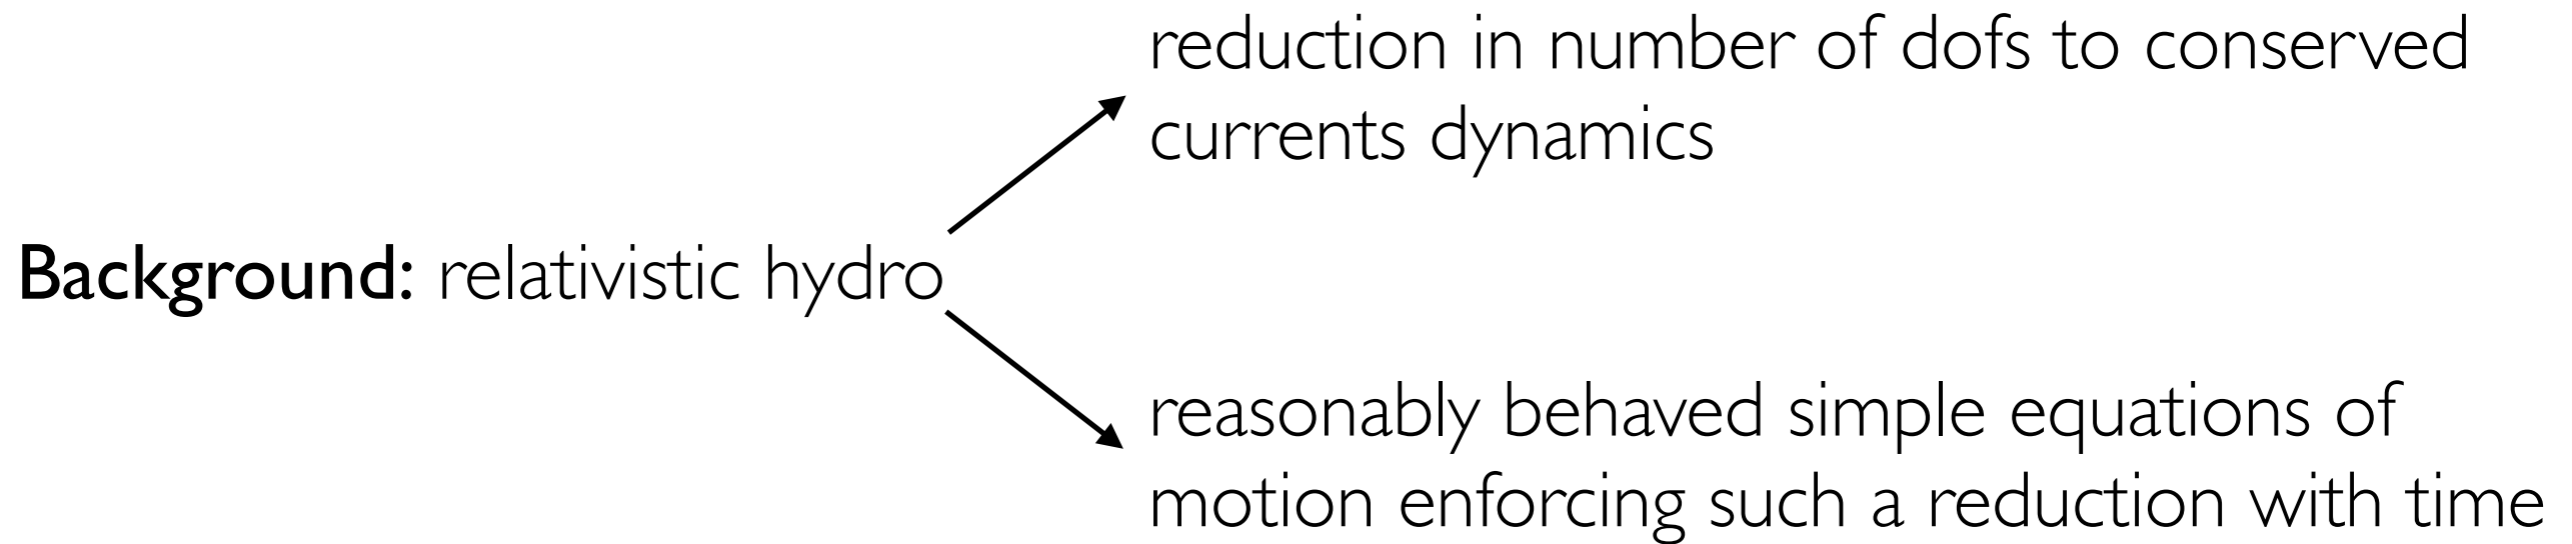 reduction in number of dofs to conserved
currents dynamics
Background: relativistic hydro
reasonably behaved simple equations of
motion enforcing such a reduction with time